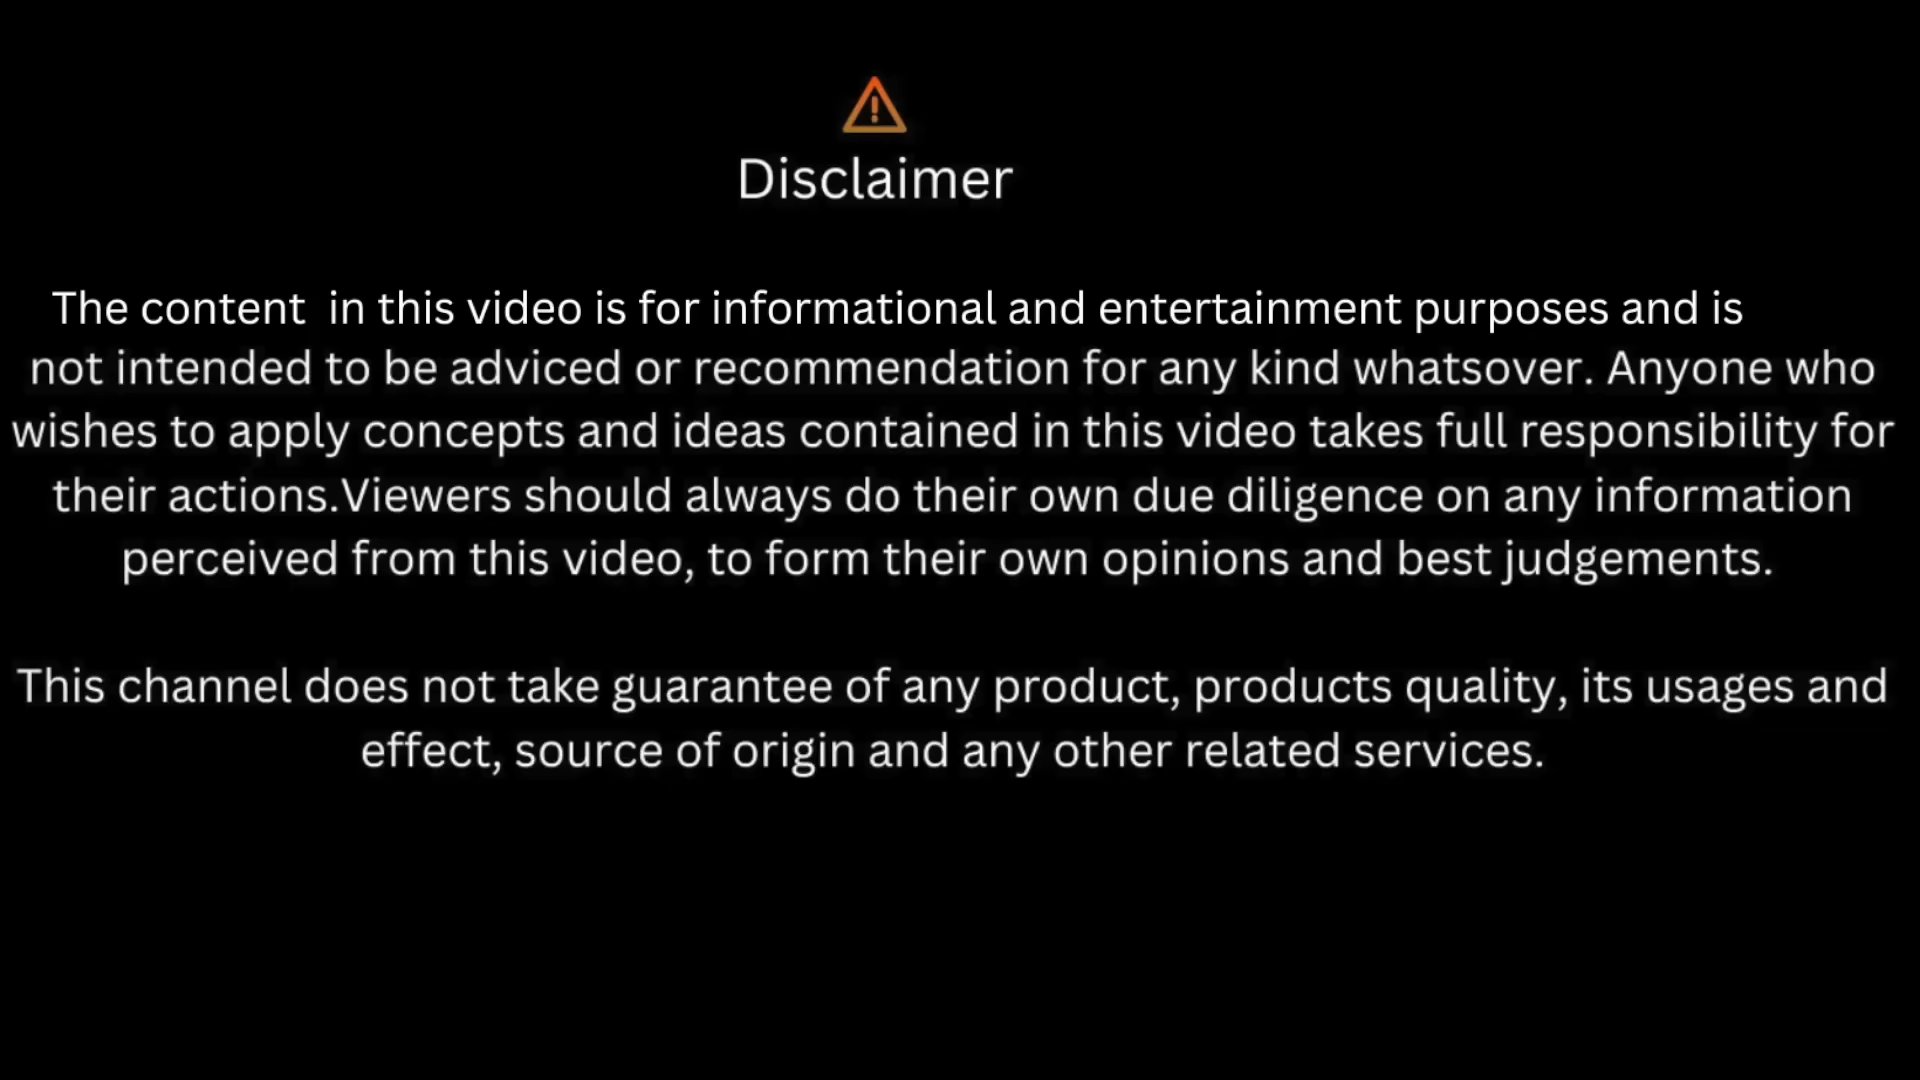 Disclaimer
The content  in this video is for informational and entertainment purposes and is
not intended to be adviced or recommendation for any kind whatsover. Anyone who
wishes to apply concepts and ideas contained in this video takes full responsibility for
their actions.Viewers should always do their own due diligence on any information
perceived from this video, to form their own opinions and best judgements.
This channel does not take guarantee of any product, products quality, its usages and
effect, source of origin and any other related services.